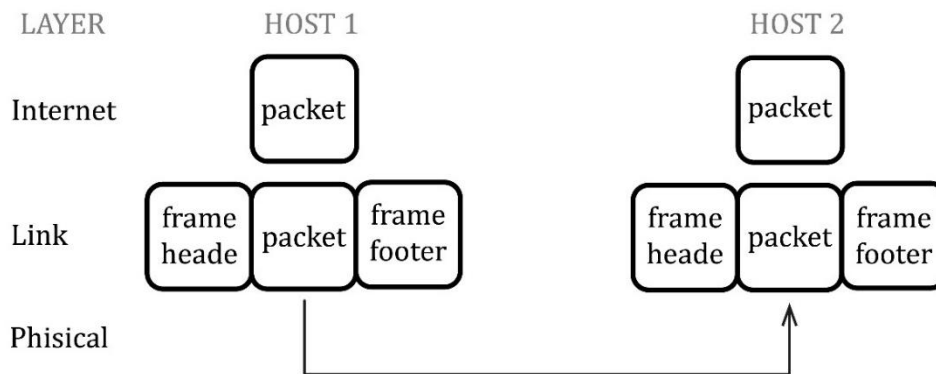 LAYER HOST 1 HOST 2
Internet packet packet
frame heade packet frame footer frame heade packet frame footer
Link
Phisical